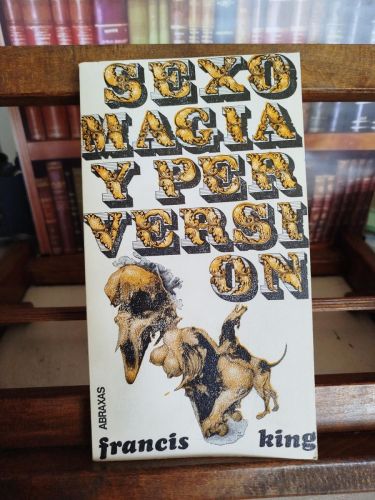 SEXO
MAGIA
Y PER
VERSI
ON
ABRAXAS
francis king